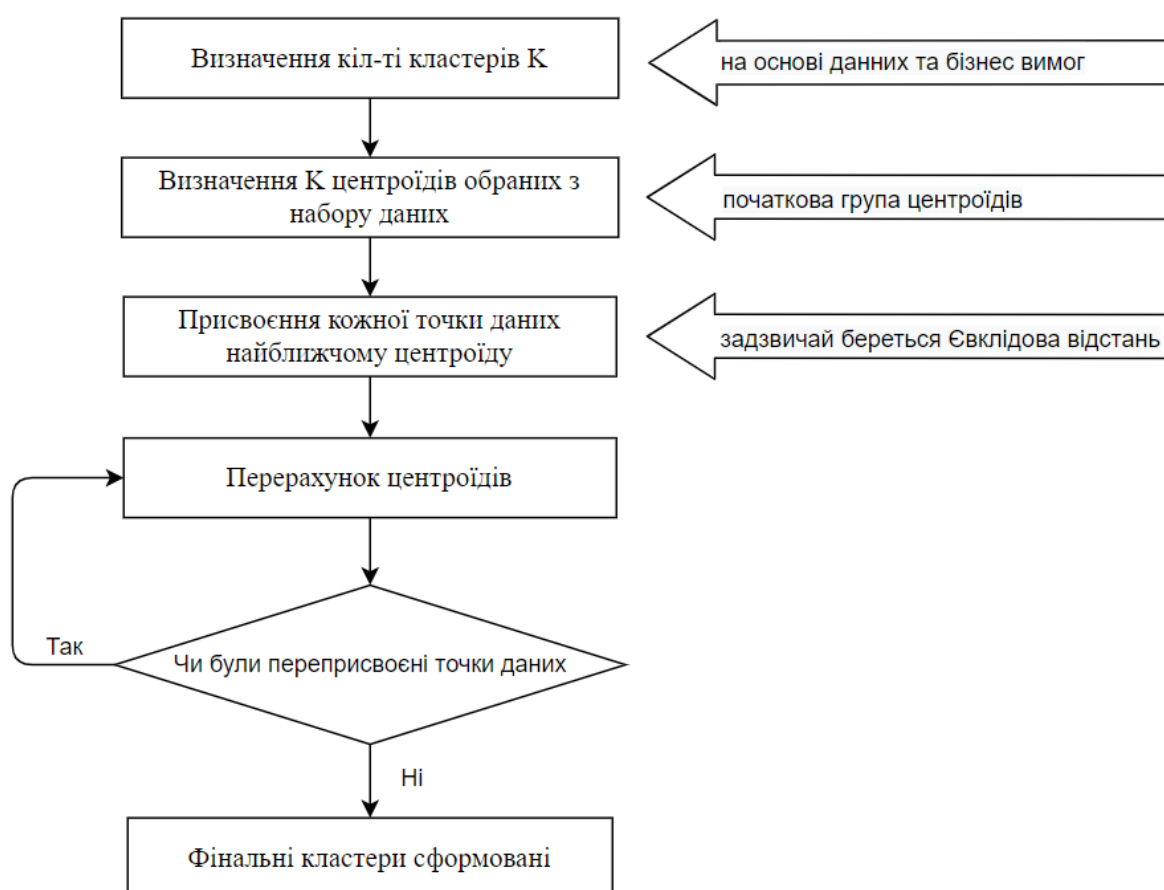 Визначення кіл-ті кластерів K
на основі данних та бізнес вимог
Визначення K центроїдів обраних з
набору даних
початкова група центроїдів
Присвоєння кожної точки даних
найближчому центроїду
задзвичай береться Євклідова відстань
Перерахунок центроїдів
Так
Чи були переприсвоєні точки даних
Ні
Фінальні кластери сформовані